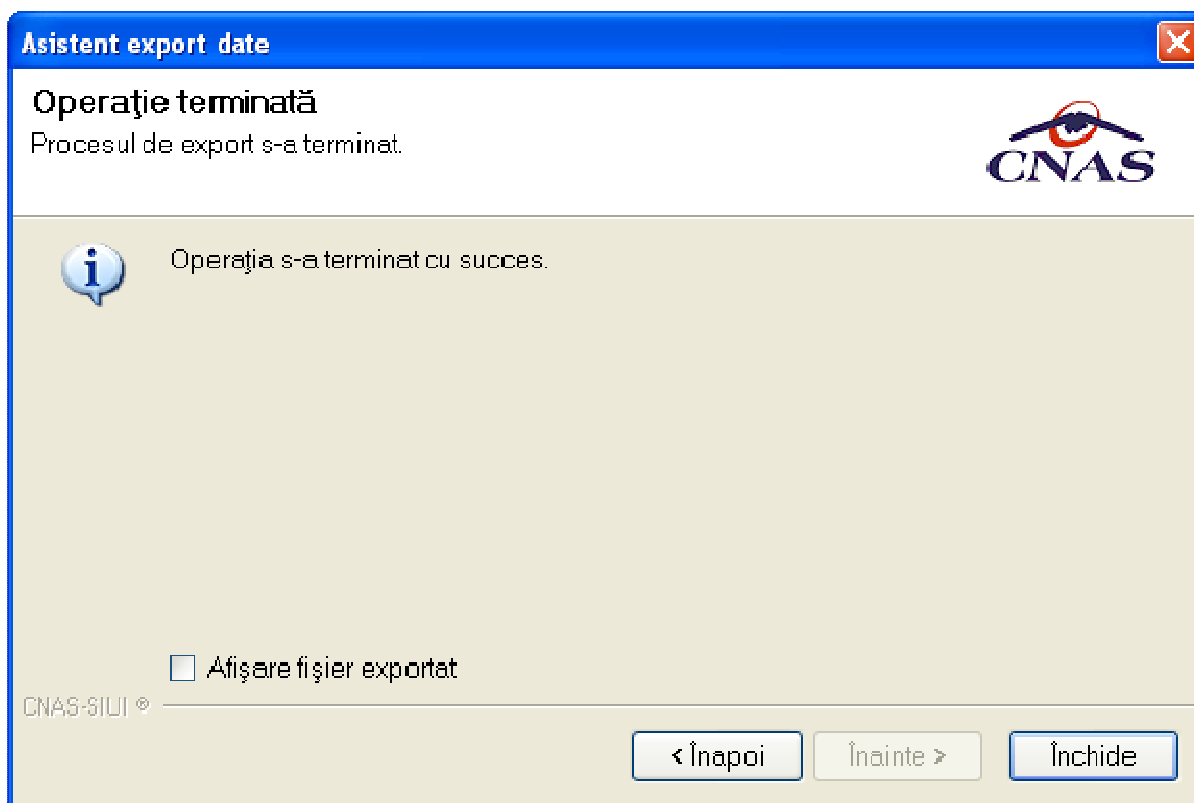 Asistent export date
Operaţie terminată
Procesul de export s-a terminat.
CNAS
Operaţia s-a terminat cu succes.
Afişare fişier exportat
CNAS-SIUI ®
< Înapoi
Înainte >
Închide